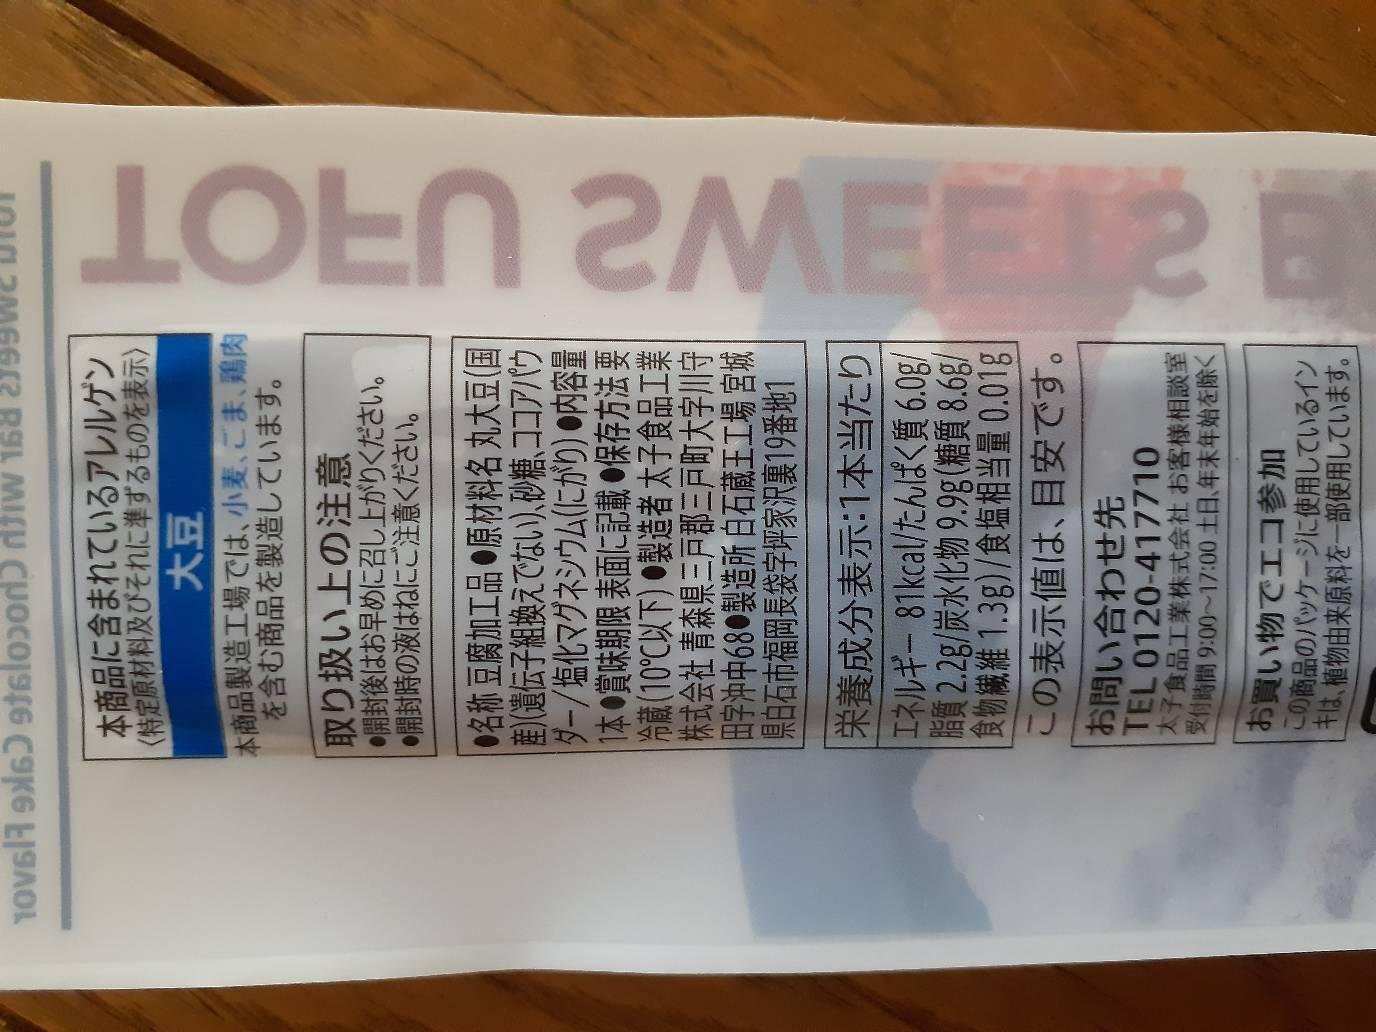 Tofu Sweets Bar with Chocolate Cake Flavor
TOFU SWEETS
本商品に含まれているアレルゲン
〈特定原材料及びそれに準ずるものを表示〉
大豆
本商品製造工場では、小麦、ごま、鶏肉
を含む商品を製造しています。
取り扱い上の注意
●開封後はお早めに召し上がりください。
●開封時の液はねにご注意ください。
●名称 豆腐加工品 ●原材料名 丸大豆(国
産)(遺伝子組換えでない)、砂糖、ココアパウ
ダー/塩化マグネシウム(にがり) ●内容量
1本 ●賞味期限 表面に記載 ●保存方法 要
冷蔵(10℃以下) ●製造者 太子食品工業
株式会社 青森県三戸郡三戸町大字川守
田字沖中68 ●製造所 白石蔵王工場 宮城
県白石市福岡長袋字坪家沢裏19番地1
栄養成分表示:1本当たり
エネルギー 81kcal/たんぱく質 6.0g/
脂質 2.2g/炭水化物 9.9g(糖質 8.6g/
食物繊維 1.3g)/食塩相当量 0.01g
この表示値は、目安です。
お問い合わせ先
TEL 0120-417710
太子食品工業株式会社 お客様相談室
受付時間 9:00~17:00 土日、年末年始を除く
お買い物でエコ参加
この商品のパッケージに使用しているイン
キは、植物由来原料を一部使用しています。